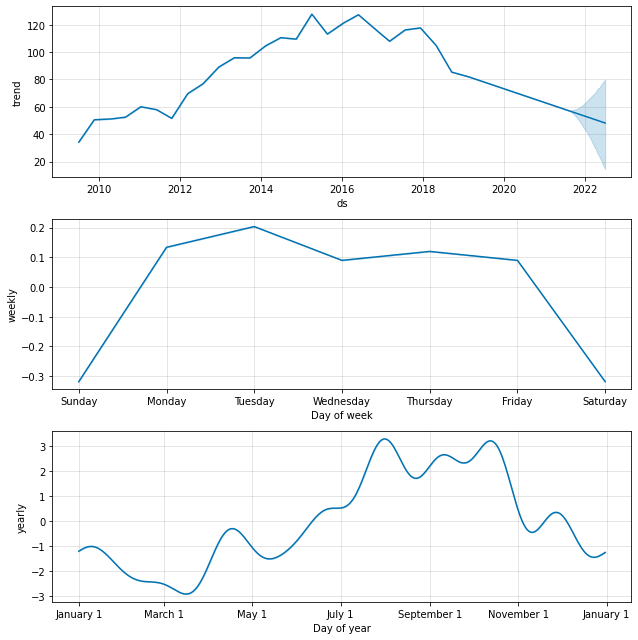 120
100
80
60
40
20
trend
2010 2012 2014 2016 2018 2020 2022
ds
0.2
0.1
0.0
−0.1
−0.2
−0.3
weekly
Sunday Monday Tuesday Wednesday Thursday Friday Saturday
Day of week
3
2
1
0
−1
−2
−3
yearly
January 1 March 1 May 1 July 1 September 1 November 1 January 1
Day of year